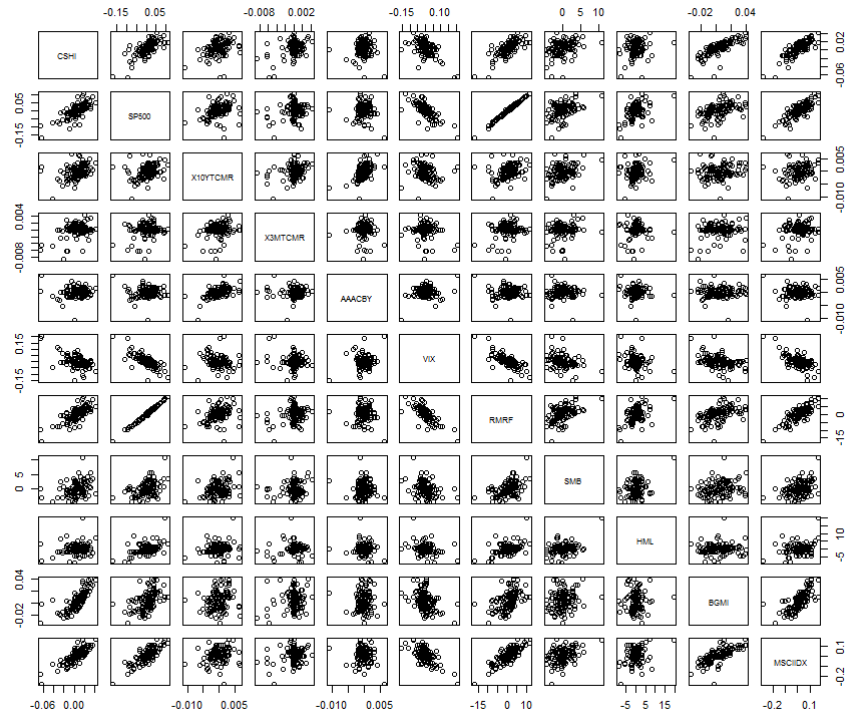 -0.15 0.05 -0.008 0.002 -0.15 0.10 0 5 10 -0.02 0.04
CSHI
-0.06 0.02
-0.15 0.05
SP500
X10YTCMR
-0.010 0.005
-0.008 0.004
X3MTCMR
AAACBY
-0.010 0.005
-0.15 0.15
VIX
RMRF
-15 0
0 5
SMB
HML
-5
-0.02 0.04
BGMI
MSCIIDX
-0.2 0.1
-0.06 0.00 -0.010 0.005 -0.010 0.005 -15 0 10 -5 5 15 -0.2 0.1